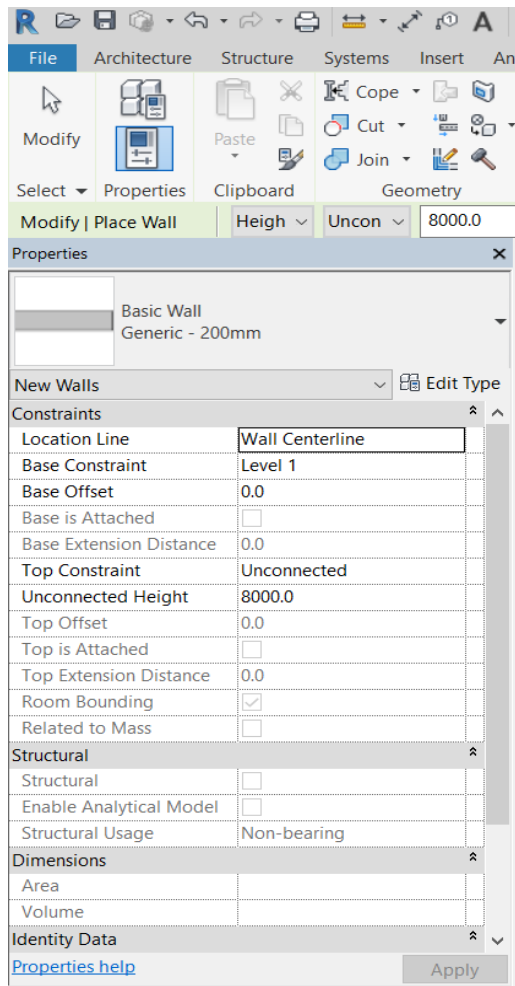 R A
File Architecture Structure Systems Insert An
Modify Paste Cope
Cut
Join
Select Properties Clipboard Geometry
Modify | Place Wall Heigh Uncon 8000.0
Properties
Basic Wall
Generic - 200mm
New Walls Edit Type
Constraints
Location Line Wall Centerline
Base Constraint Level 1
Base Offset 0.0
Base is Attached
Base Extension Distance 0.0
Top Constraint Unconnected
Unconnected Height 8000.0
Top Offset 0.0
Top is Attached
Top Extension Distance 0.0
Room Bounding
Related to Mass
Structural
Structural
Enable Analytical Model
Structural Usage Non-bearing
Dimensions
Area
Volume
Identity Data
Properties help Apply